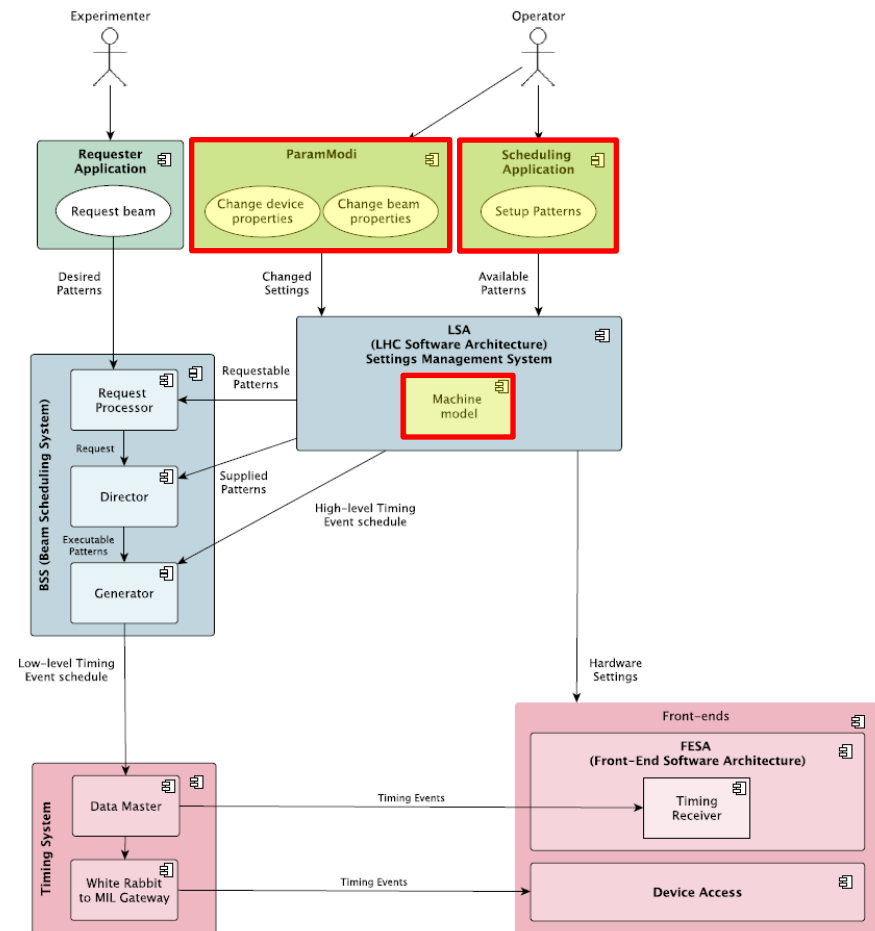 Experimenter
Operator
Requester
Application
Request beam
ParamModi
Change device
properties
Change beam
properties
Scheduling
Application
Setup Patterns
Desired
Patterns
Changed
Settings
Available
Patterns
LSA
(LHC Software Architecture)
Settings Management System
Machine
model
BSS (Beam Scheduling System)
Request
Processor
Requestable
Patterns
Request
Director
Supplied
Patterns
Executable
Patterns
High-level Timing
Event schedule
Generator
Low-level Timing
Event schedule
Hardware
Settings
Front-ends
FESA
(Front-End Software Architecture)
Timing
Receiver
Timing System
Data Master
Timing Events
White Rabbit
to MIL Gateway
Timing Events
Device Access